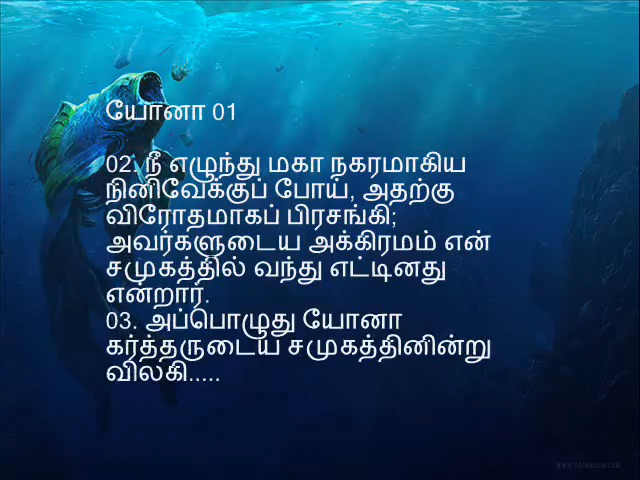 யோனா 01
02. நீ எழுந்து மகா நகரமாகிய
நினிவேக்குப் போய், அதற்கு
விரோதமாகப் பிரசங்கி;
அவர்களுடைய அக்கிரமம் என்
சமுகத்தில் வந்து எட்டினது
என்றார்.
03. அப்பொழுது யோனா
கர்த்தருடைய சமுகத்தினின்று
விலகி.....